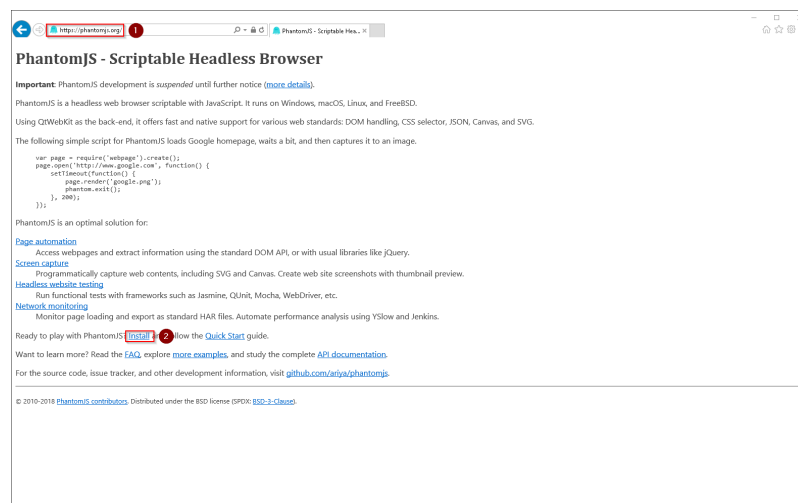 https://phantomjs.org/
1
PhantomJS - Scriptable Hea...
PhantomJS - Scriptable Headless Browser
Important: PhantomJS development is suspended until further notice (more details).
PhantomJS is a headless web browser scriptable with JavaScript. It runs on Windows, macOS, Linux, and FreeBSD.
Using QtWebKit as the back-end, it offers fast and native support for various web standards: DOM handling, CSS selector, JSON, Canvas, and SVG.
The following simple script for PhantomJS loads Google homepage, waits a bit, and then captures it to an image.
var page = require('webpage').create();
page.open('http://www.google.com', function() {
setTimeout(function() {
page.render('google.png');
phantom.exit();
}, 200);
});
PhantomJS is an optimal solution for:
Page automation
Access webpages and extract information using the standard DOM API, or with usual libraries like jQuery.
Screen capture
Programmatically capture web contents, including SVG and Canvas. Create web site screenshots with thumbnail preview.
Headless website testing
Run functional tests with frameworks such as Jasmine, QUnit, Mocha, WebDriver, etc.
Network monitoring
Monitor page loading and export as standard HAR files. Automate performance analysis using YSlow and Jenkins.
Ready to play with PhantomJS? Install 2 the Quick Start guide.
Want to learn more? Read the FAQ, explore more examples, and study the complete API documentation.
For the source code, issue tracker, and other development information, visit github.com/ariya/phantomjs.
© 2010-2018 PhantomJS contributors. Distributed under the BSD license (SPDX: BSD-3-Clause).